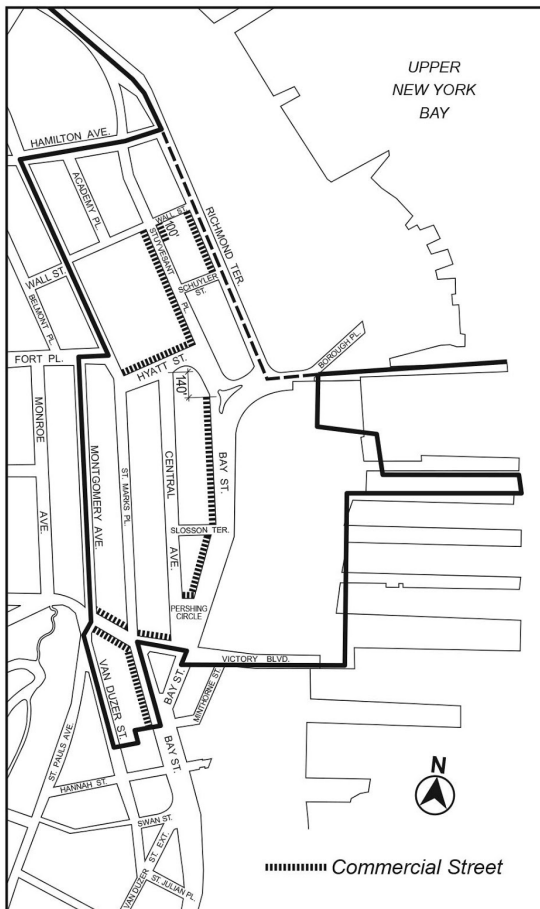 UPPER
NEW YORK
BAY
HAMILTON AVE.
ACADEMY PL.
WALL ST.
100'
STUYVESANT
PL.
RICHMOND TER.
SCHUYLER
ST.
WALL ST.
BELMONT PL.
FORT PL.
HYATT ST.
140'
BOROUGH PL.
MONROE
AVE.
MONTGOMERY AVE.
ST. MARKS PL.
CENTRAL
AVE.
BAY ST.
SLOSSON TER.
PERSHING
CIRCLE
VICTORY BLVD.
VAN DUZER ST.
BAY ST.
MINTHORNE ST.
ST. PAULS AVE.
BAY ST.
HANNAH ST.
SWAN ST.
VAN DUZER ST. EXT.
ST. JULIAN PL.
N
Commercial Street